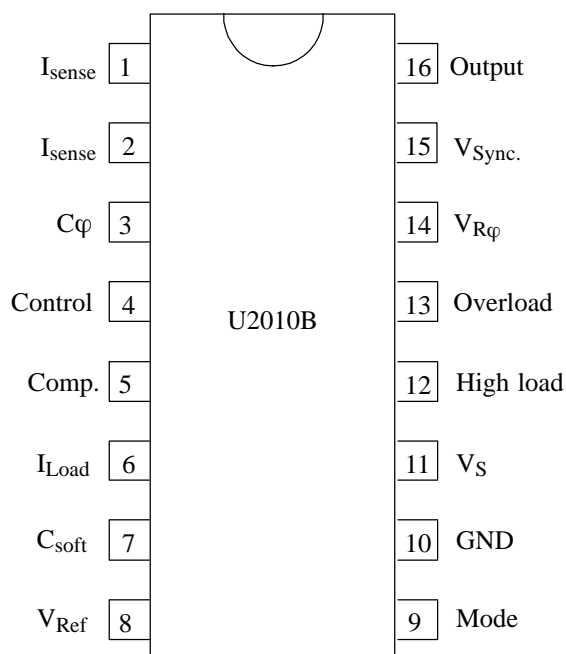 I_sense 1 16 Output
I_sense 2 15 V_Sync.
Cφ 3 14 V_Rφ
Control 4 13 Overload
U2010B
Comp. 5 12 High load
I_Load 6 11 V_S
C_soft 7 10 GND
V_Ref 8 9 Mode